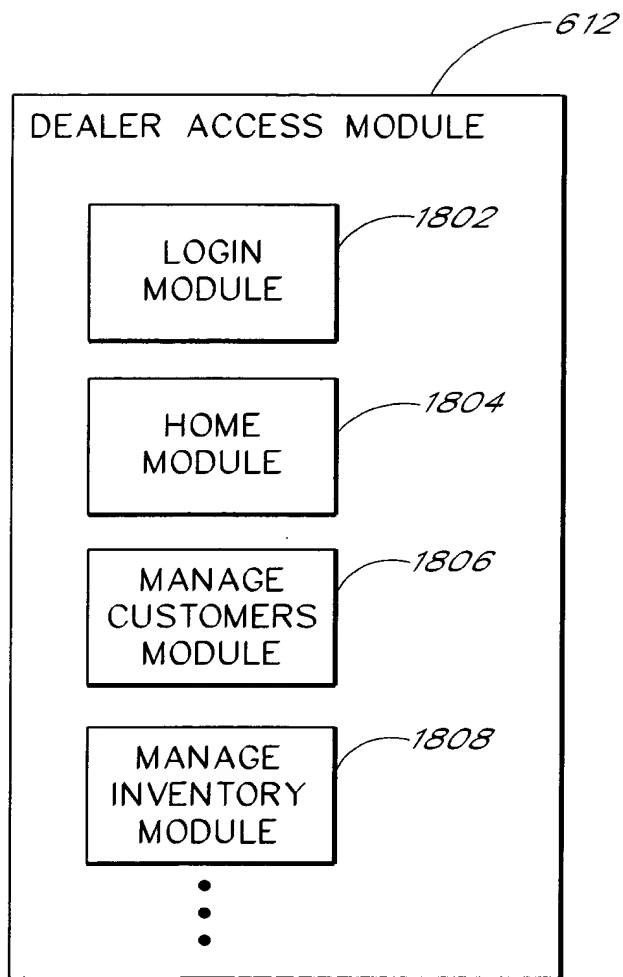 612
DEALER ACCESS MODULE
1802
LOGIN
MODULE
1804
HOME
MODULE
1806
MANAGE
CUSTOMERS
MODULE
1808
MANAGE
INVENTORY
MODULE